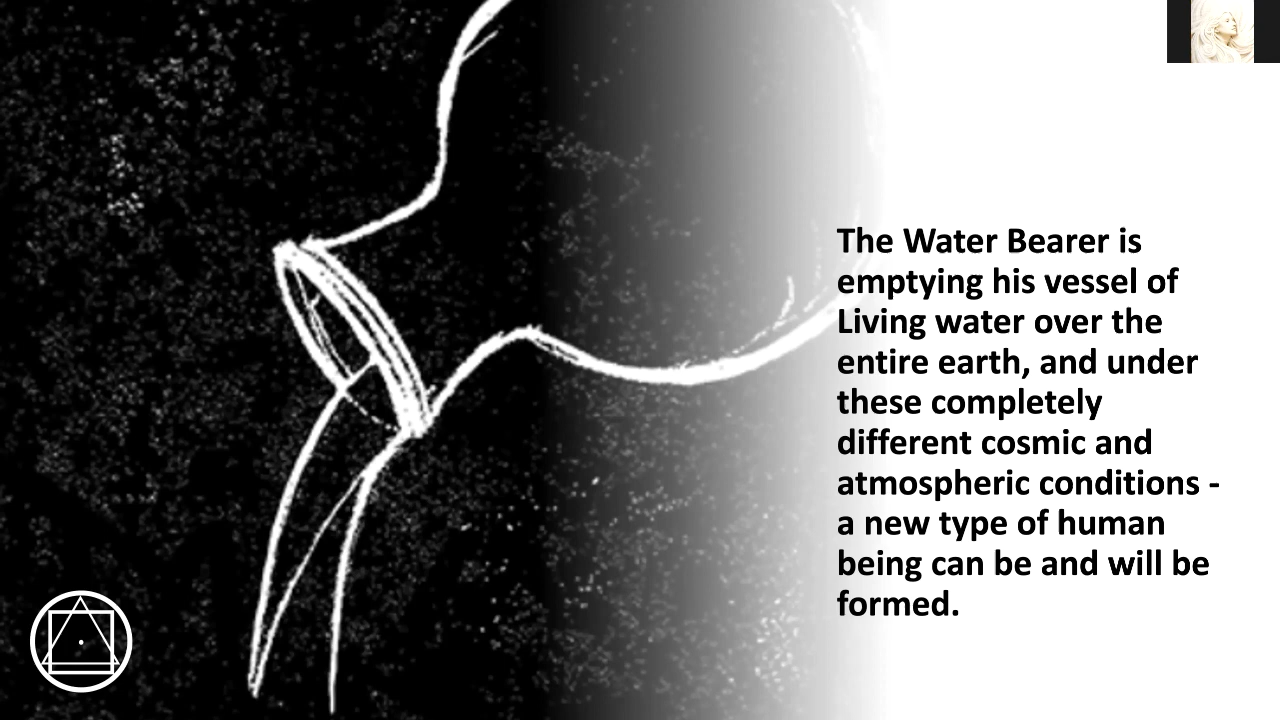 The Water Bearer is
emptying his vessel of
Living water over the
entire earth, and under
these completely
different cosmic and
atmospheric conditions -
a new type of human
being can be and will be
formed.